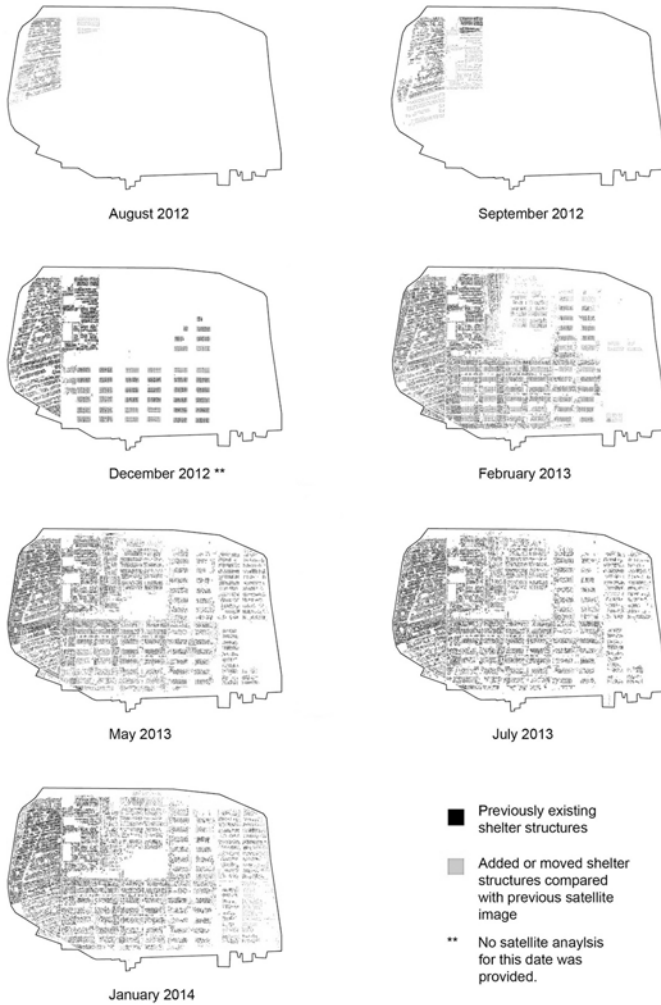 August 2012
September 2012
December 2012 **
February 2013
May 2013
July 2013
January 2014
Previously existing
shelter structures
Added or moved shelter
structures compared
with previous satellite
image
** No satellite anaylsis
for this date was
provided.